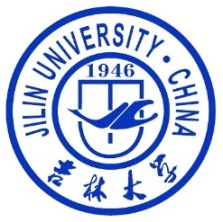 JILIN UNIVERSITY • CHINA
1946
吉林大学